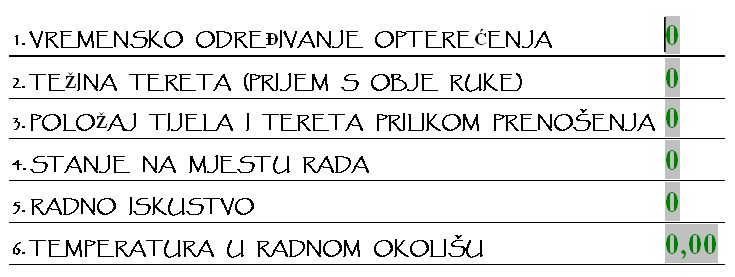 1. VREMENSKO ODREĐIVANJE OPTEREĆENJA 0
2. TEŽINA TERETA (PRIJEM S OBJE RUKE) 0
3. POLOŽAJ TIJELA I TERETA PRILIKOM PRENOŠENJA 0
4. STANJE NA MJESTU RADA 0
5. RADNO ISKUSTVO 0
6. TEMPERATURA U RADNOM OKOLIŠU 0,00